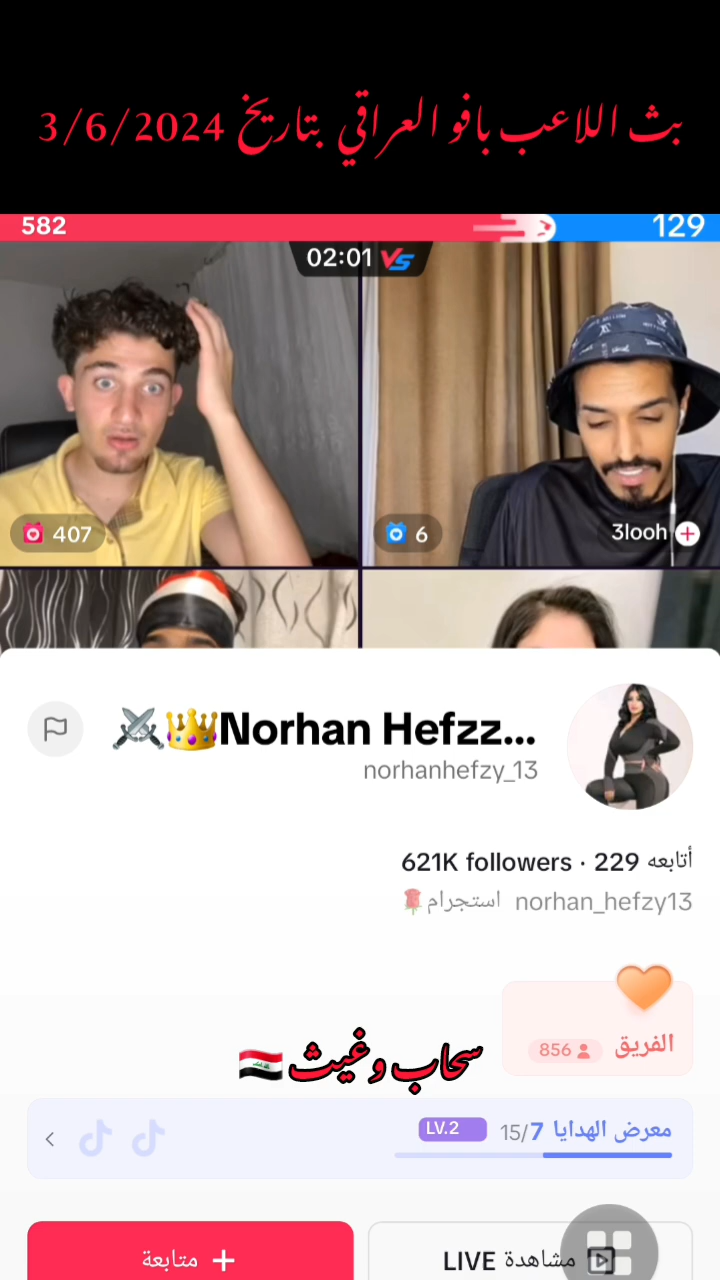 بث اللاعب بافو العراقي بتاريخ 3/6/2024
582
129
02:01 VS
407
6
3looh
⚔️👑Norhan Hefzz...
norhanhefzy_13
621K followers · 229 أتابعه
norhan_hefzy13 استجرام🌹
الفريق 856
سحاب وغيث 🇮🇶
معرض الهدايا 7/15 LV.2
+ متابعة
مشاهدة LIVE